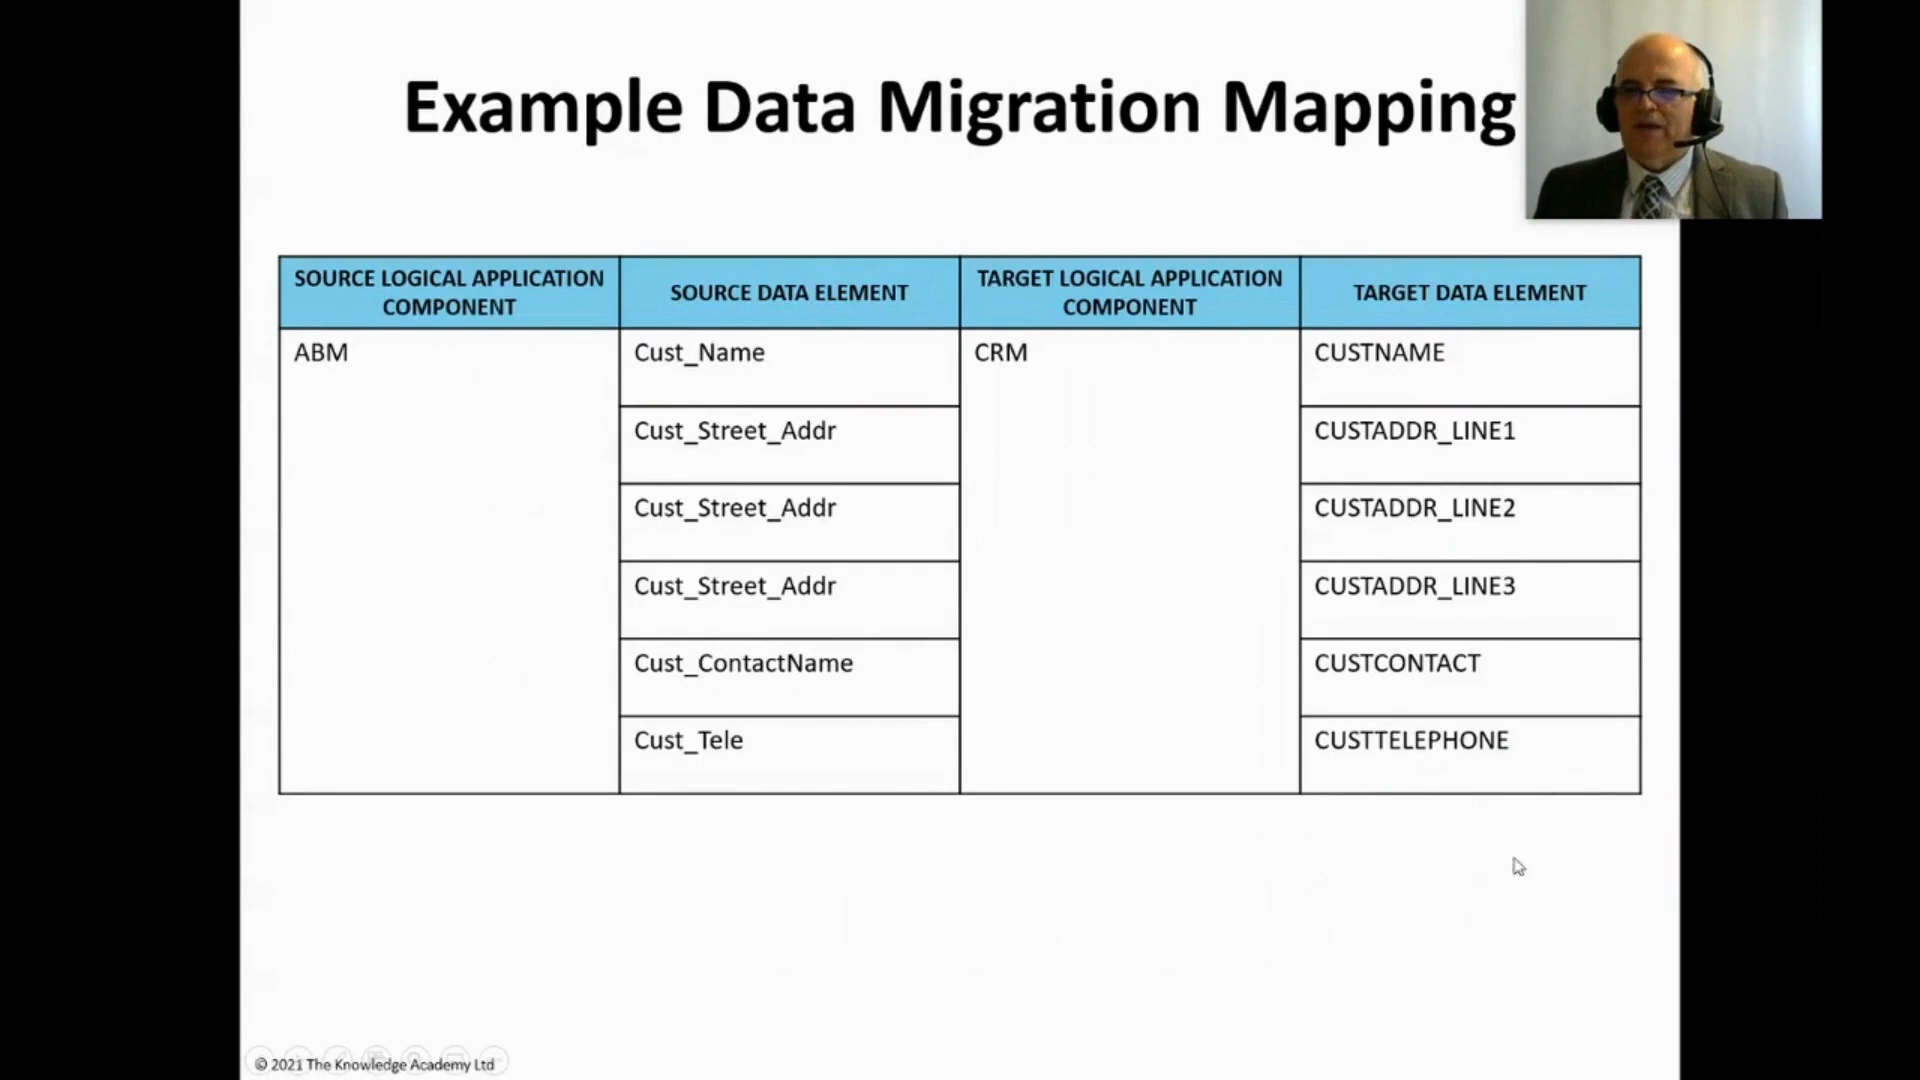 Example Data Migration Mapping
SOURCE LOGICAL APPLICATION
COMPONENT
SOURCE DATA ELEMENT
TARGET LOGICAL APPLICATION
COMPONENT
TARGET DATA ELEMENT
ABM
Cust_Name
CRM
CUSTNAME
Cust_Street_Addr
CUSTADDR_LINE1
Cust_Street_Addr
CUSTADDR_LINE2
Cust_Street_Addr
CUSTADDR_LINE3
Cust_ContactName
CUSTCONTACT
Cust_Tele
CUSTTELEPHONE
© 2021 The Knowledge Academy Ltd